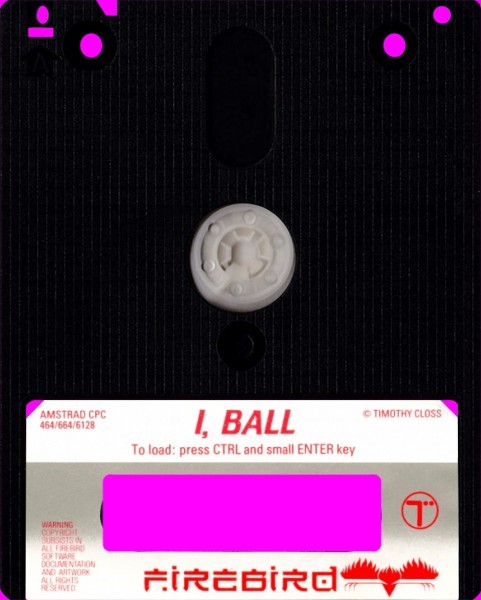 AMSTRAD CPC
464/664/6128
I, BALL
© TIMOTHY CLOSS
To load: press CTRL and small ENTER key
WARNING
COPYRIGHT
SUBSISTS IN
ALL FIREBIRD
SOFTWARE
DOCUMENTATION
AND ARTWORK
ALL RIGHTS
RESERVED
FIREBIRD